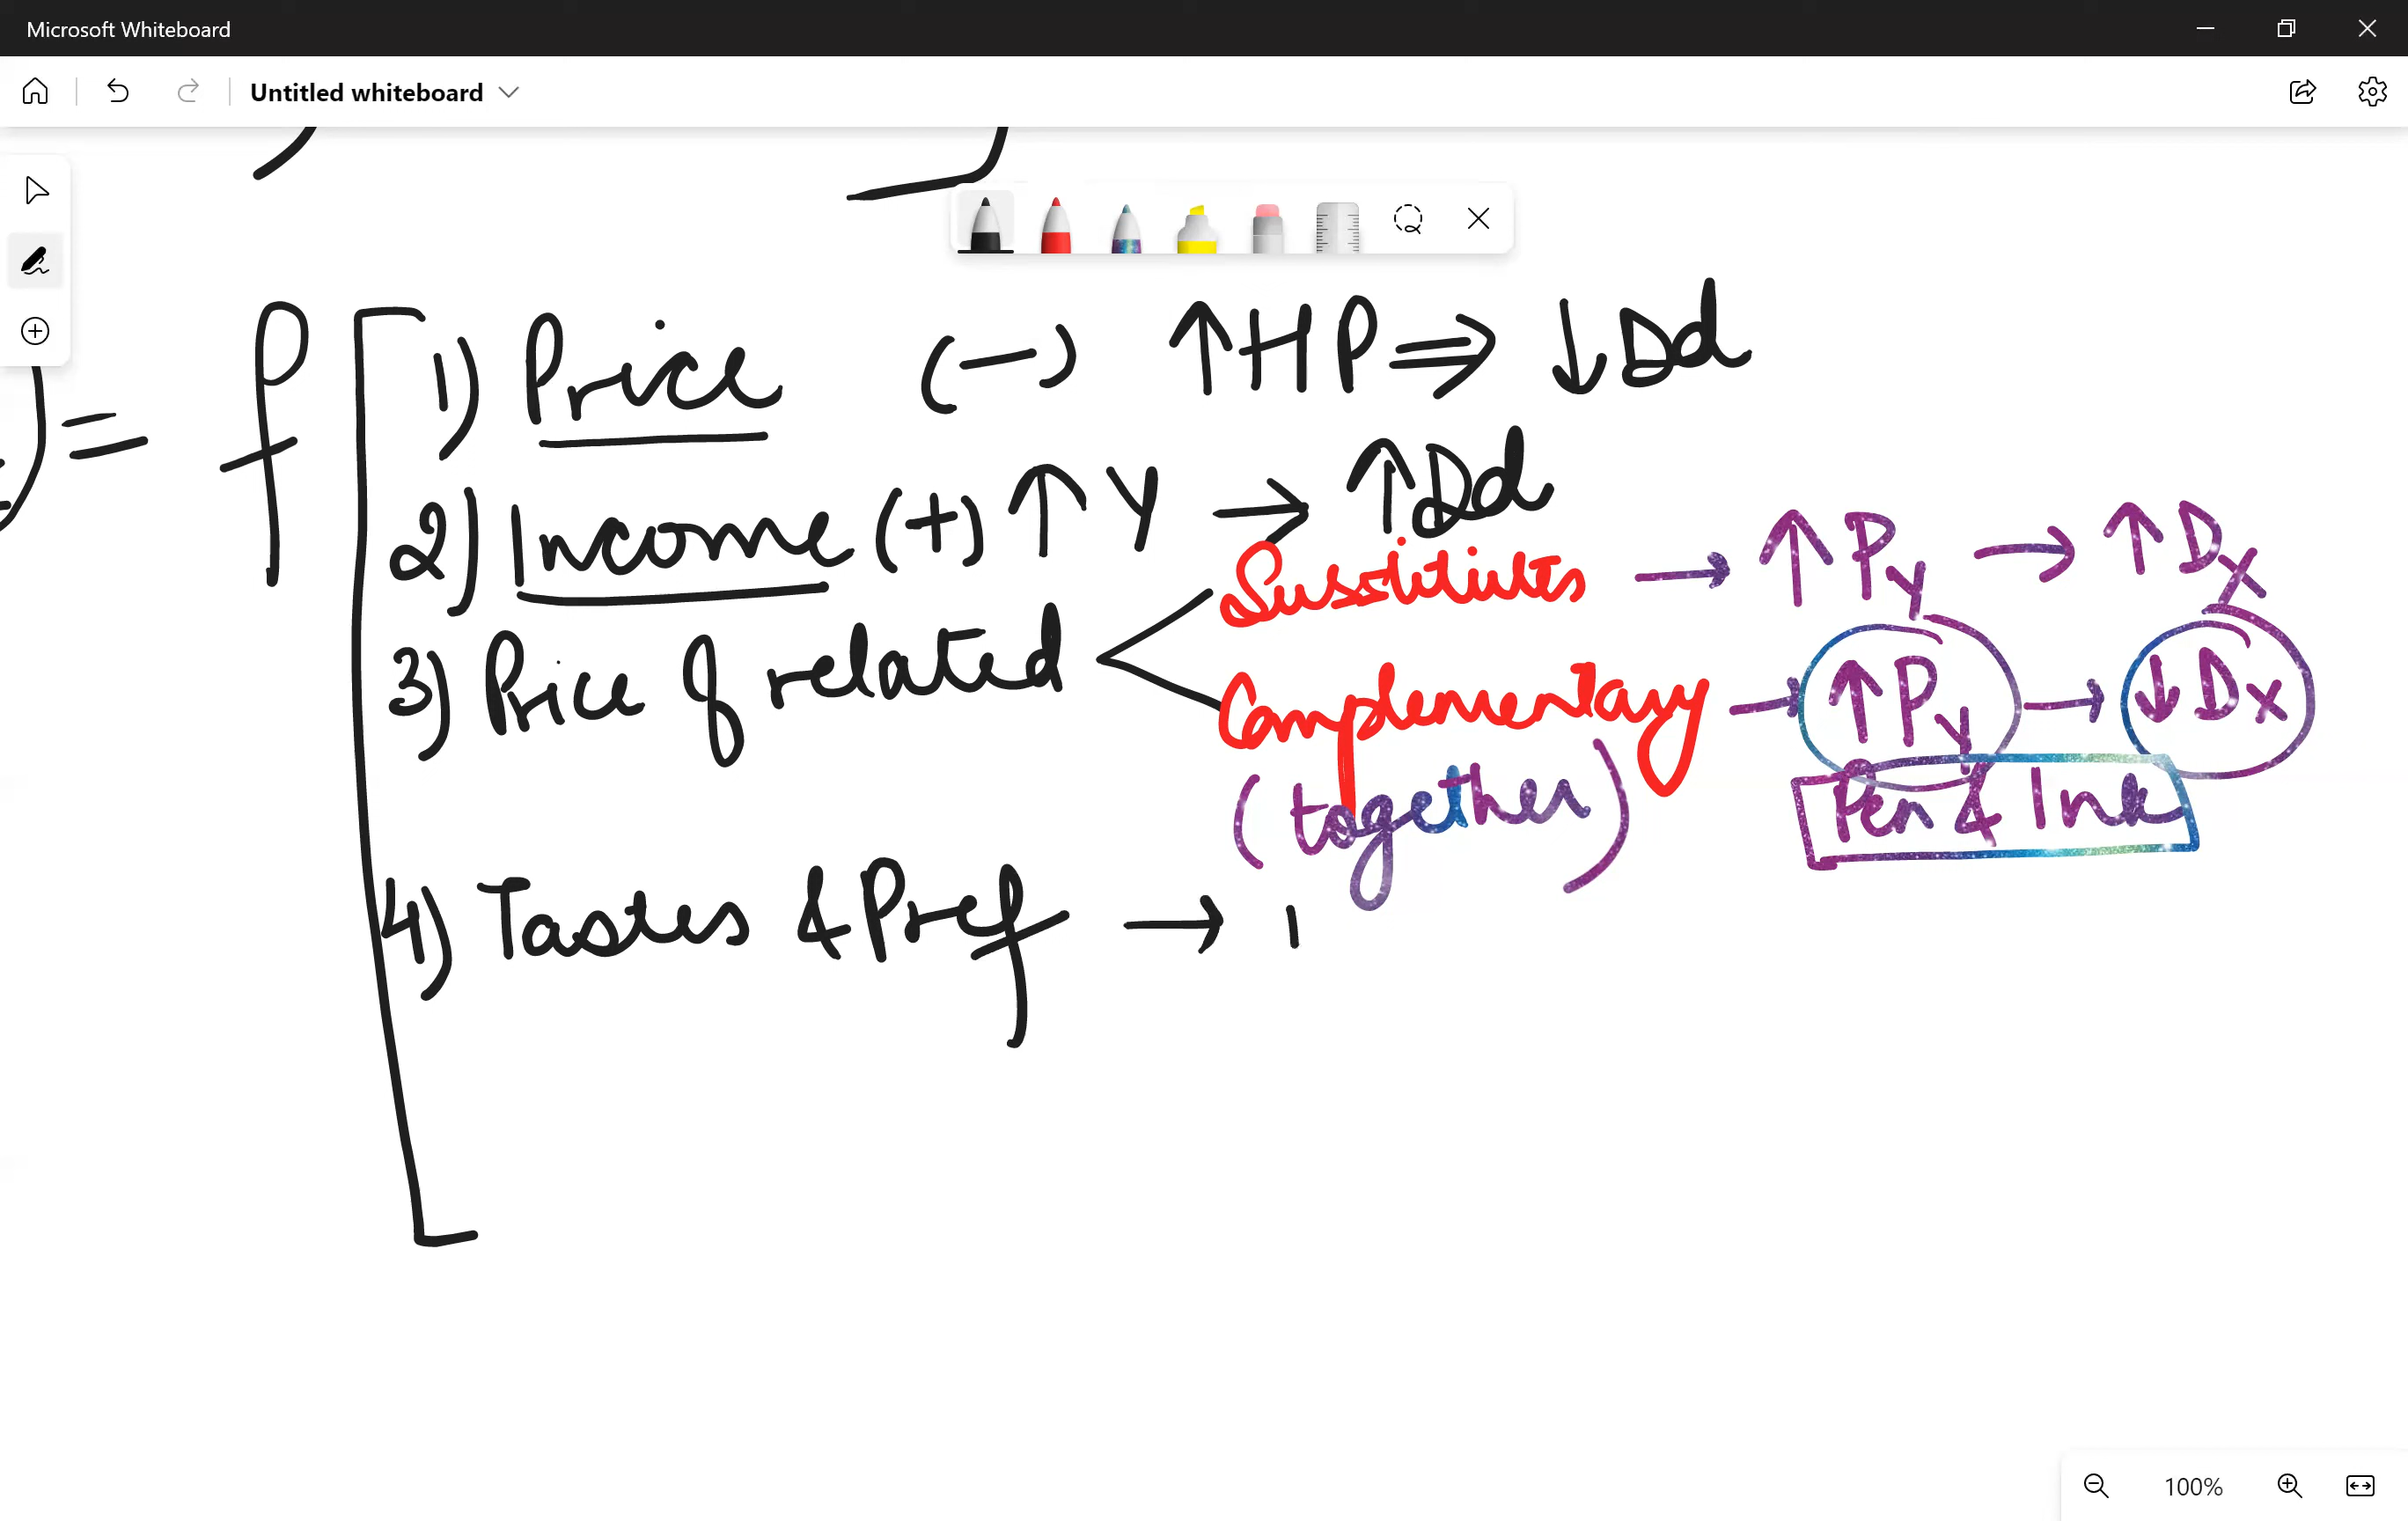 Microsoft Whiteboard
Untitled whiteboard
) = f [ 1) Price (-) ↑HP ⇒ ↓Dd
2) Income (+) ↑Y → ↑Dd
Susstitutes → ↑Py → ↑Dx
3) Price of related < Complementary → ↑Py → ↓Dx
(together) Pen & Ink
4) Tastes & Pref → ı
100%